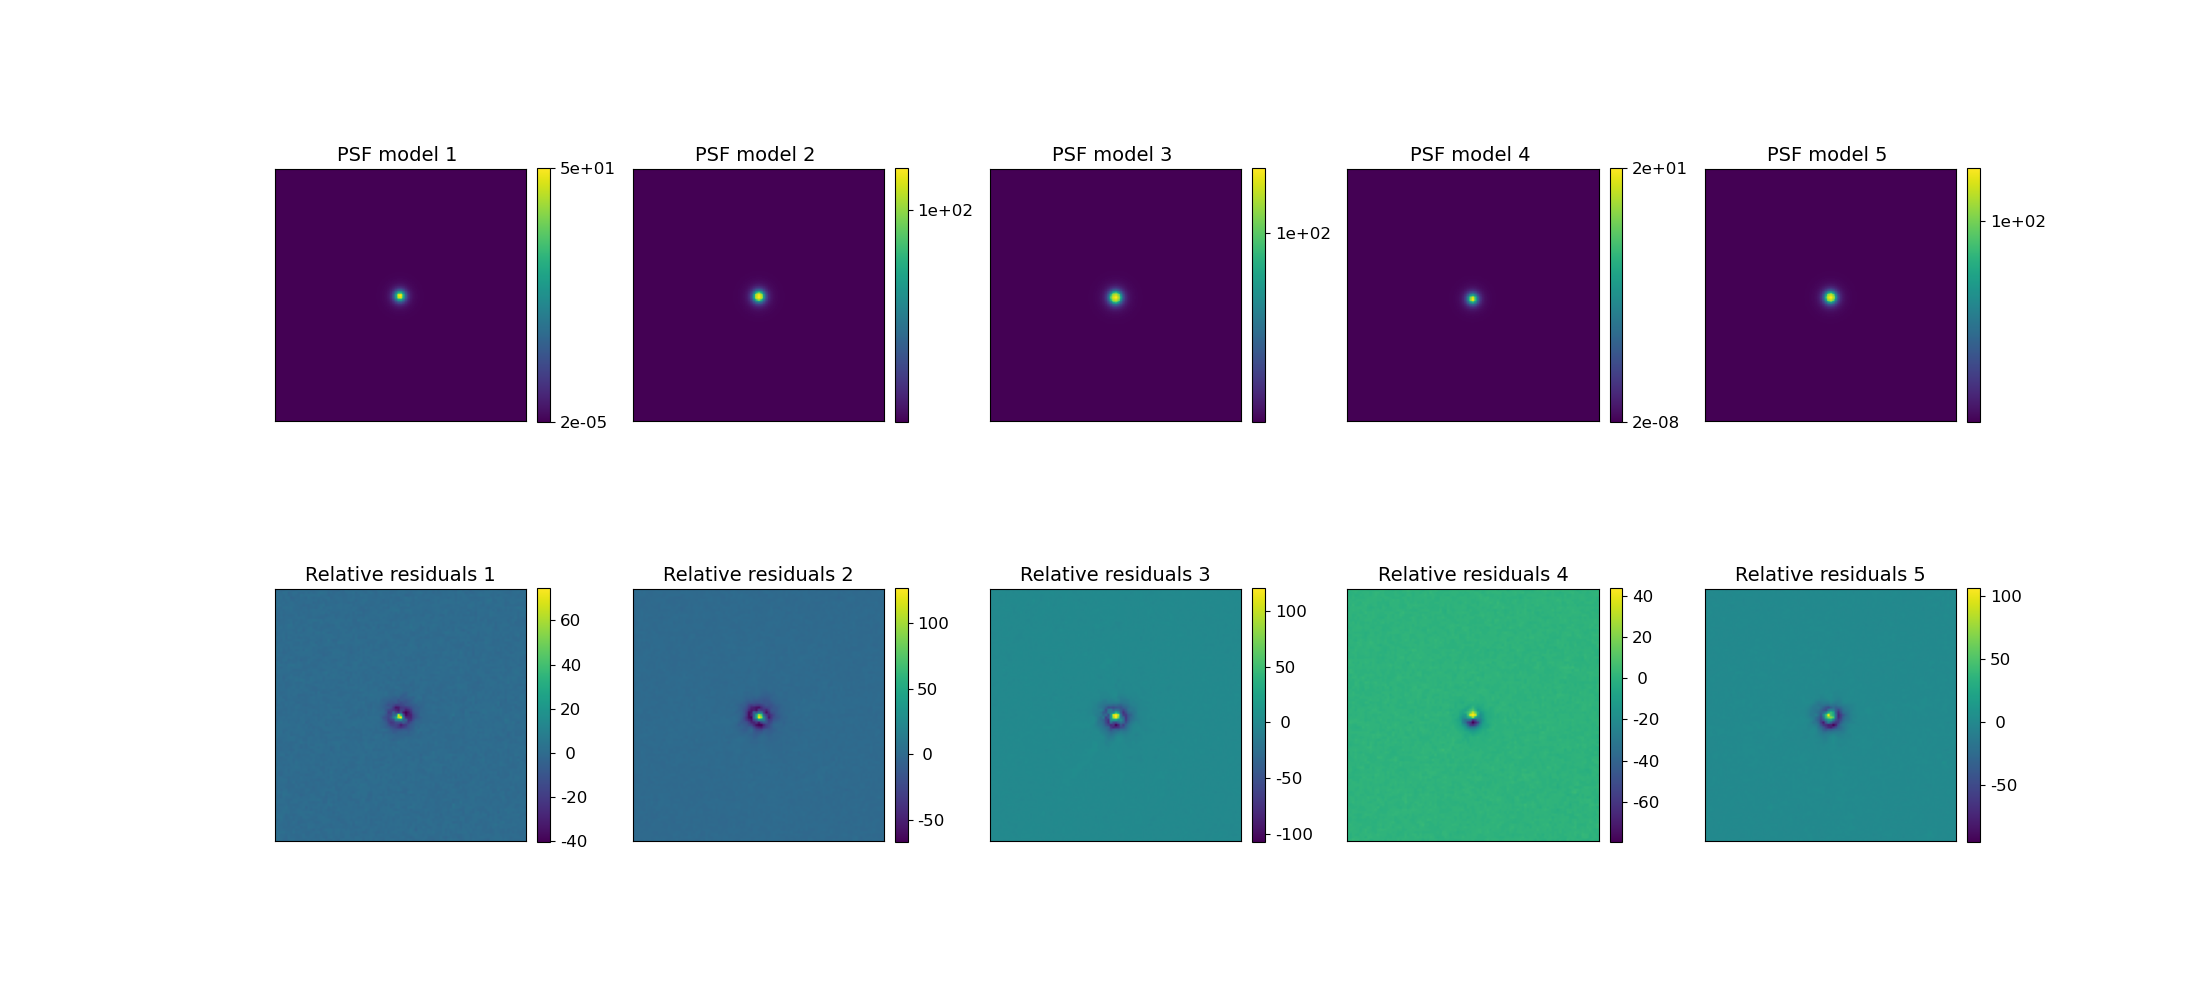 PSF model 1
PSF model 2
PSF model 3
PSF model 4
PSF model 5
5e+01
2e-05
1e+02
1e+02
2e+01
2e-08
1e+02
Relative residuals 1
Relative residuals 2
Relative residuals 3
Relative residuals 4
Relative residuals 5
60
40
20
0
-20
-40
100
50
0
-50
100
50
0
-50
-100
40
20
0
-20
-40
-60
100
50
0
-50